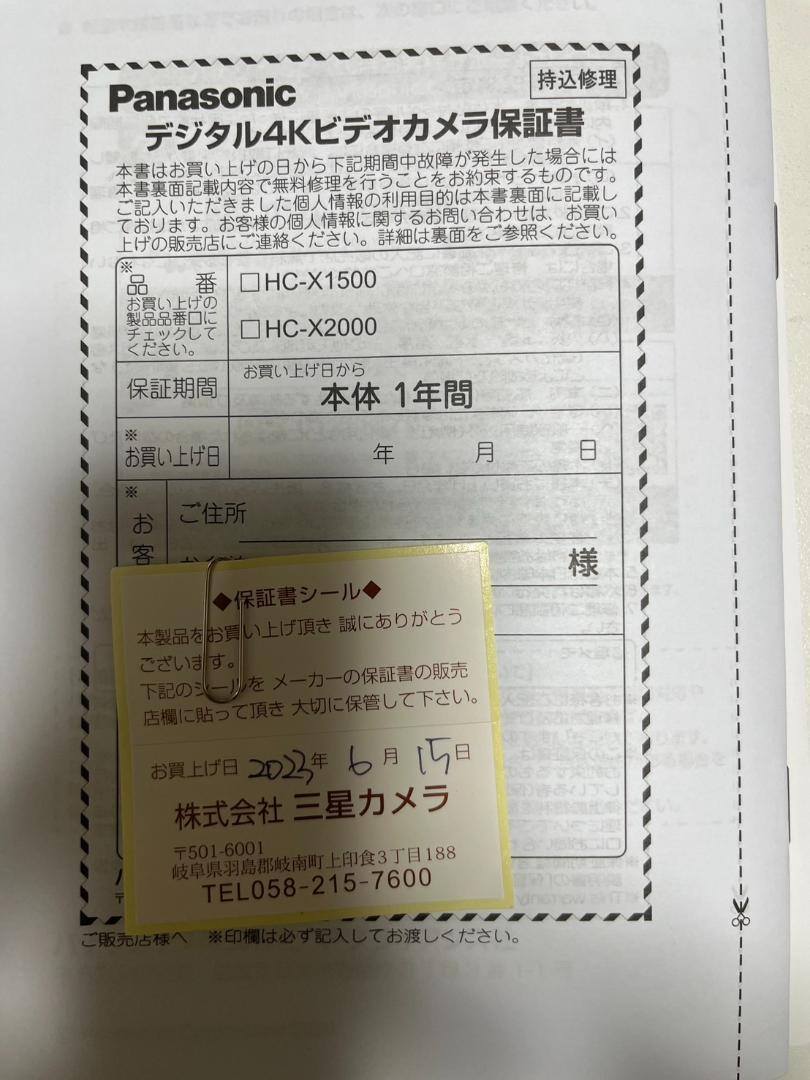 持込修理
Panasonic
デジタル4Kビデオカメラ保証書
本書はお買い上げの日から下記期間中故障が発生した場合には
本書裏面記載内容で無料修理を行うことをお約束するものです。
ご記入いただきました個人情報の利用目的は本書裏面に記載し
ております。お客様の個人情報に関するお問い合わせは、お買い
上げの販売店にご連絡ください。詳細は裏面をご参照ください。
※
品 番
お買い上げの
製品品番口に
チェックして
ください。
□HC-X1500
□HC-X2000
保証期間
お買い上げ日から
本体 1年間
※
お買い上げ日
年 月 日
※
お客
ご住所
様
◆保証書シール◆
本製品をお買い上げ頂き 誠にありがとう
ございます。
下記のシールを メーカーの保証書の販売
店欄に貼って頂き 大切に保管して下さい。
お買上げ日 2023年 6月 15日
株式会社 三星カメラ
〒501-6001
岐阜県羽島郡岐南町上印食3丁目188
TEL058-215-7600
ご販売店様へ ※印欄は必ず記入してお渡しください。